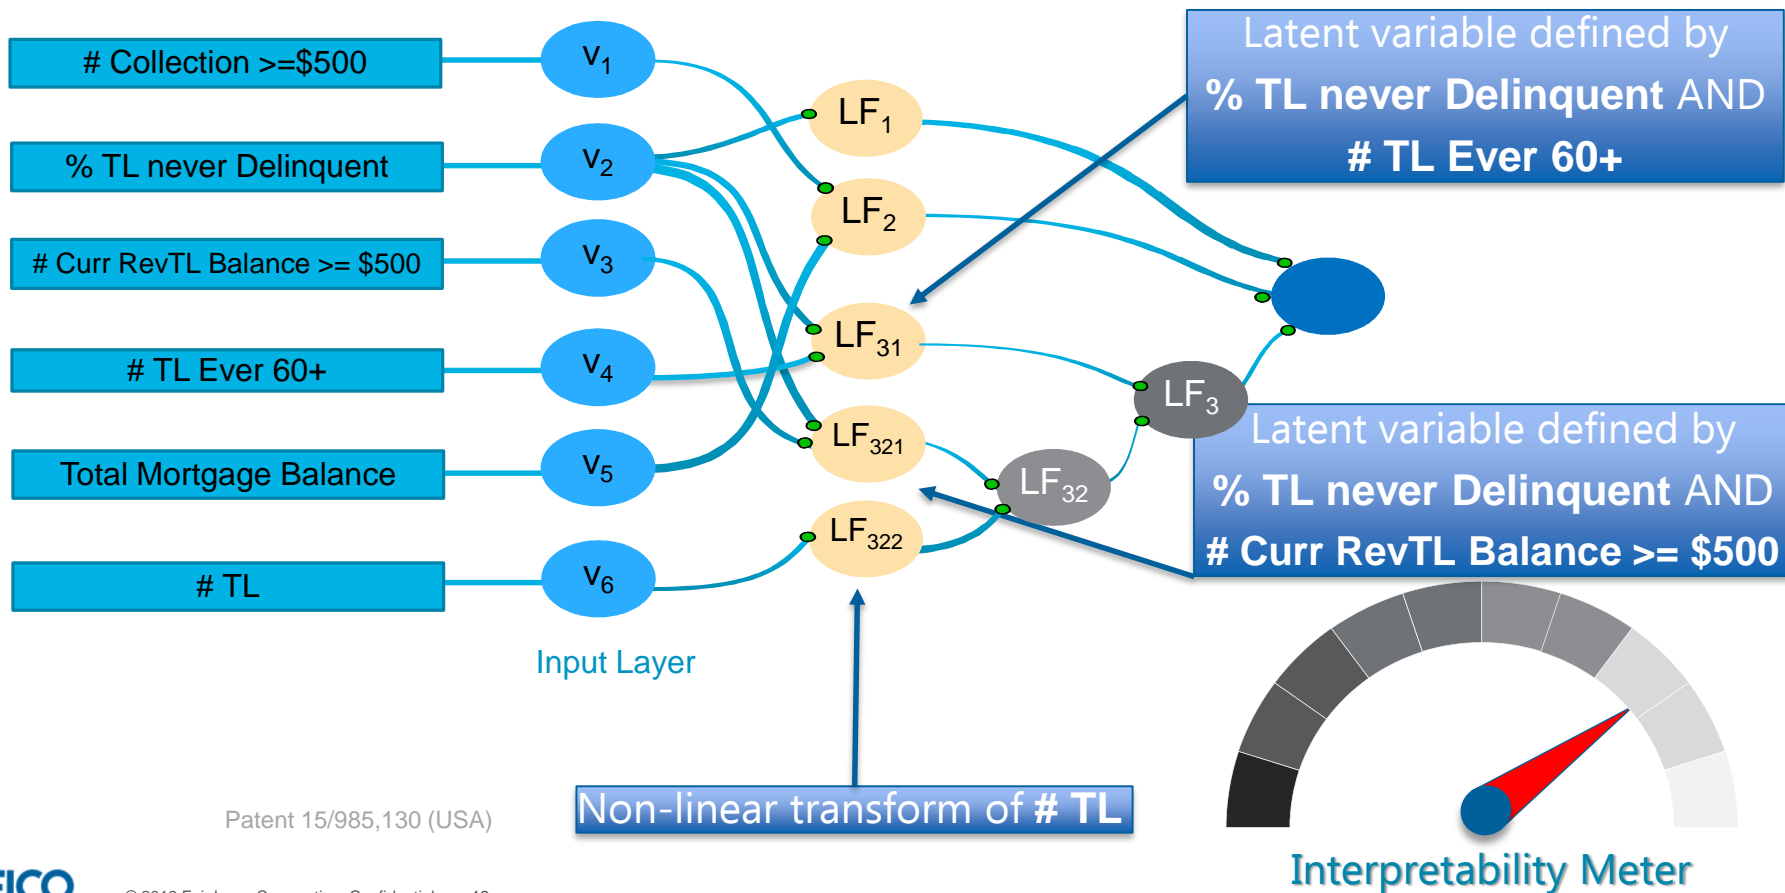 # Collection >=$500
% TL never Delinquent
# Curr RevTL Balance >= $500
# TL Ever 60+
Total Mortgage Balance
# TL
v1
v2
v3
v4
v5
v6
Input Layer
LF1
LF2
LF31
LF321
LF322
LF32
LF3
Latent variable defined by
% TL never Delinquent AND
# TL Ever 60+
Latent variable defined by
% TL never Delinquent AND
# Curr RevTL Balance >= $500
Non-linear transform of # TL
Interpretability Meter
Patent 15/985,130 (USA)
FICO